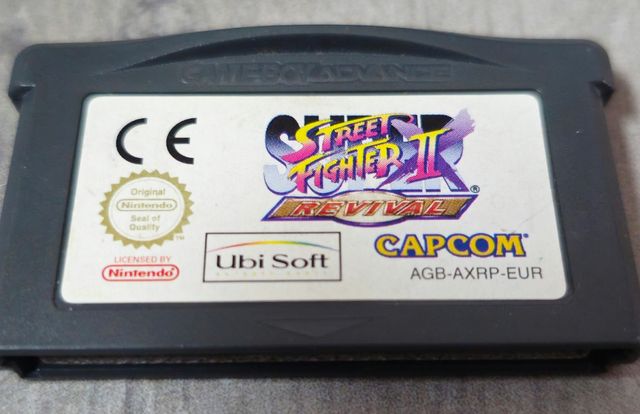 GAME BOY ADVANCE
CE
SUPER
STREET
FIGHTER II X
REVIVAL®
Original
Nintendo
Seal of
Quality
TM
LICENSED BY
Nintendo
Ubi Soft
CAPCOM®
AGB-AXRP-EUR